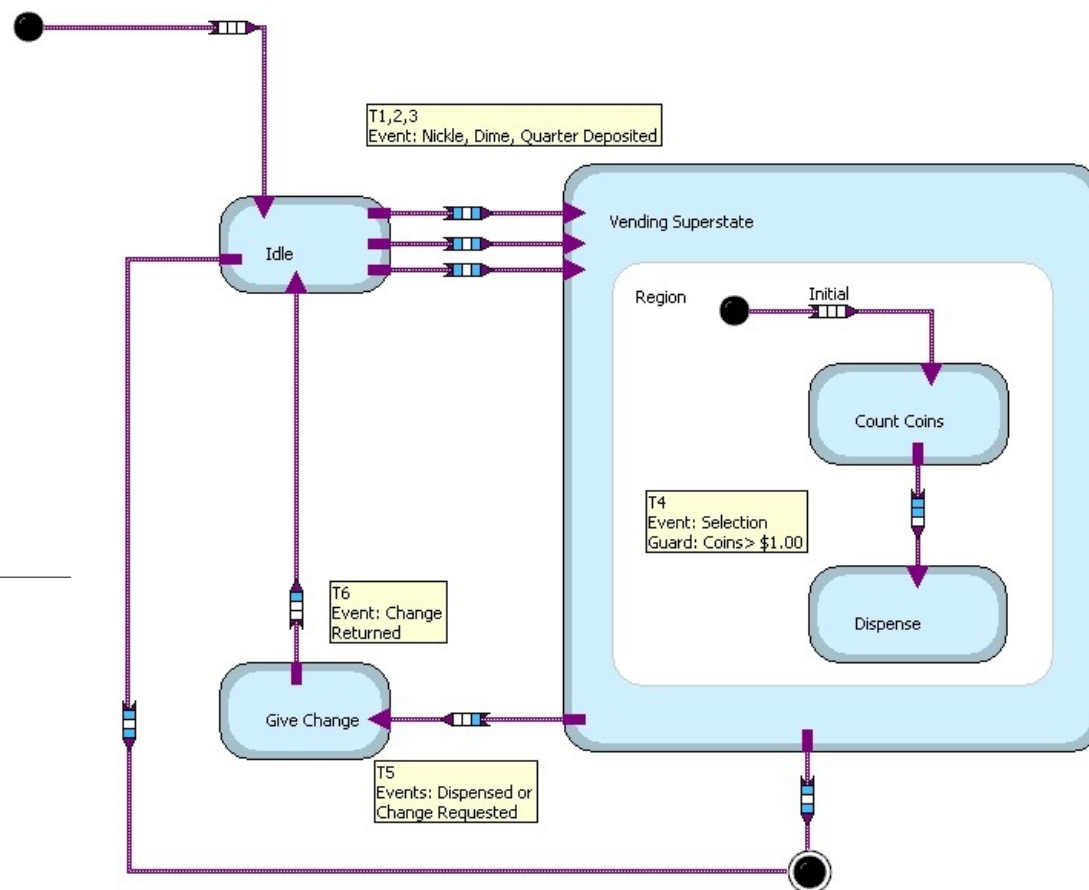 T1,2,3
Event: Nickle, Dime, Quarter Deposited
Vending Superstate
Idle
Region
Initial
Count Coins
T4
Event: Selection
Guard: Coins> $1.00
T6
Event: Change
Returned
Dispense
Give Change
T5
Events: Dispensed or
Change Requested